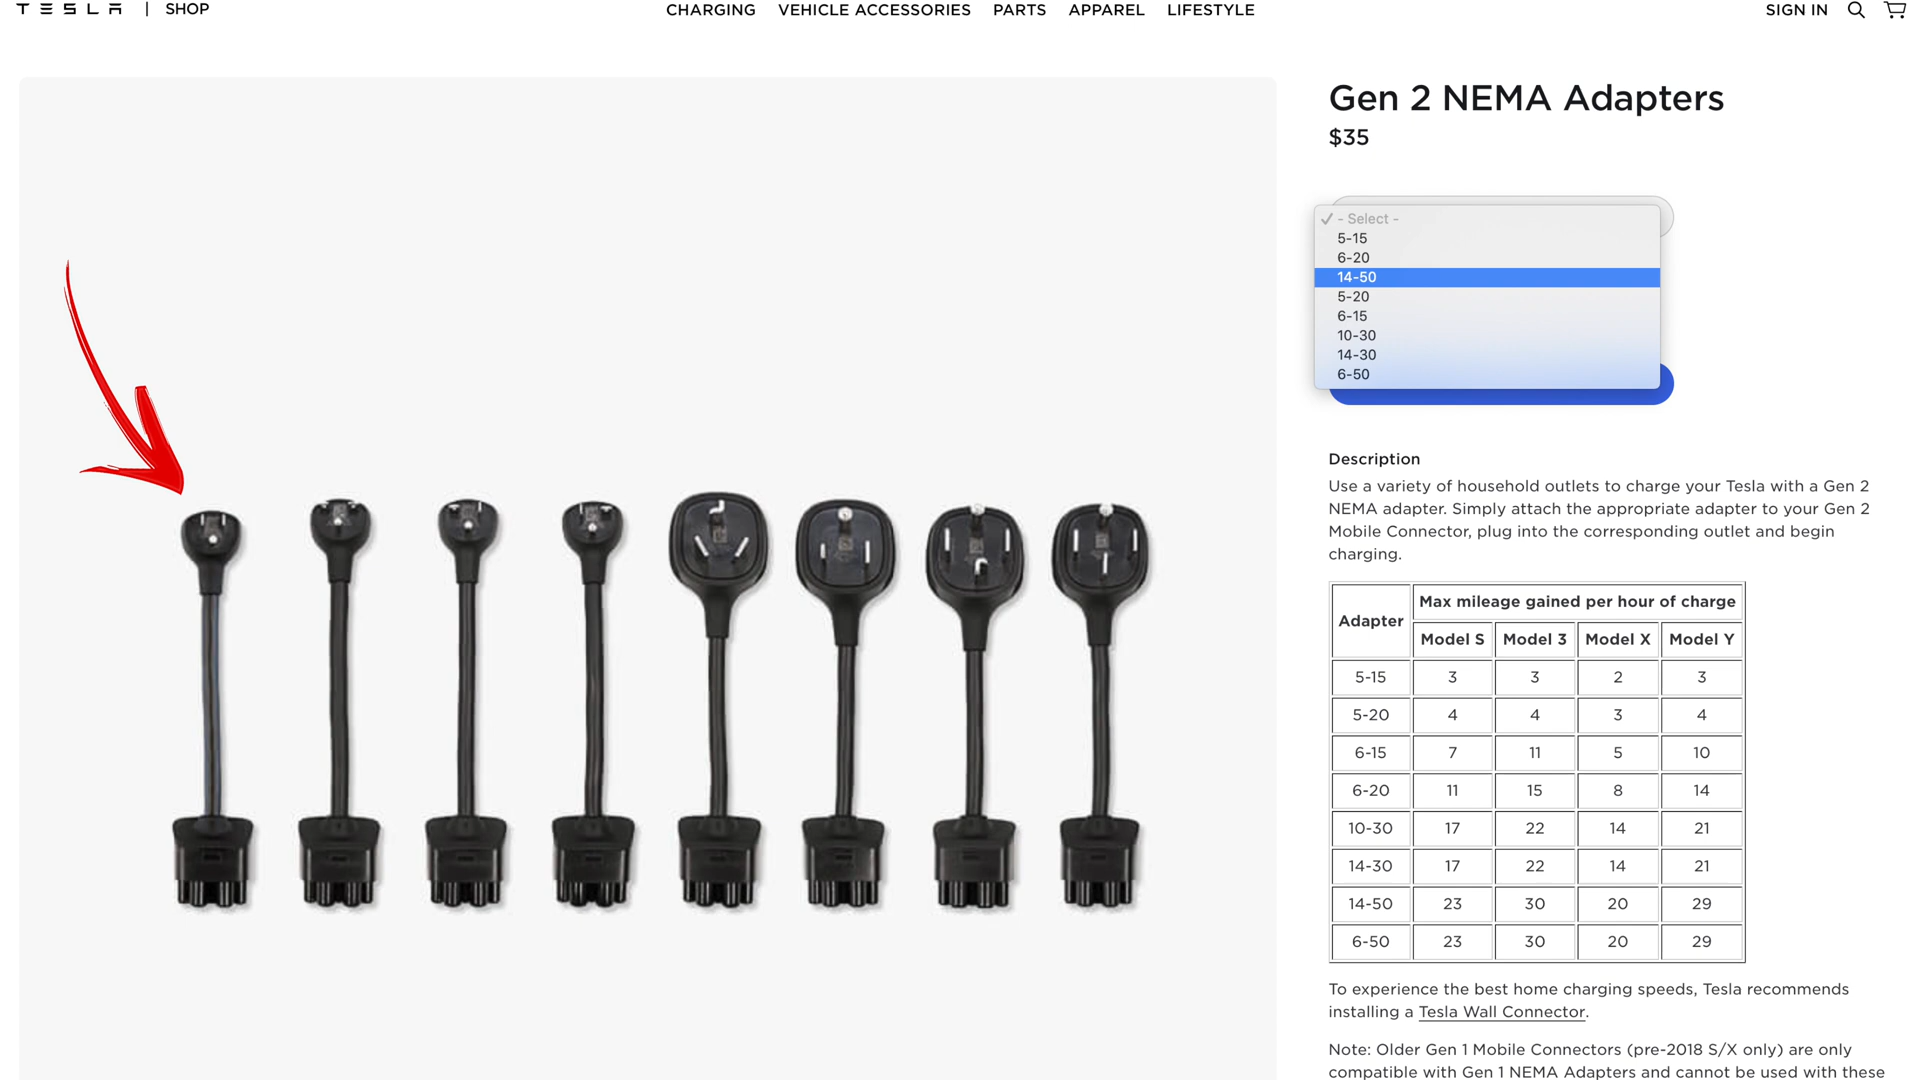 TESLA | SHOP
CHARGING VEHICLE ACCESSORIES PARTS APPAREL LIFESTYLE
SIGN IN
Gen 2 NEMA Adapters
$35
✓ - Select -
5-15
6-20
14-50
5-20
6-15
10-30
14-30
6-50
Description
Use a variety of household outlets to charge your Tesla with a Gen 2
NEMA adapter. Simply attach the appropriate adapter to your Gen 2
Mobile Connector, plug into the corresponding outlet and begin
charging.
Adapter Max mileage gained per hour of charge
Model S Model 3 Model X Model Y
5-15 3 3 2 3
5-20 4 4 3 4
6-15 7 11 5 10
6-20 11 15 8 14
10-30 17 22 14 21
14-30 17 22 14 21
14-50 23 30 20 29
6-50 23 30 20 29
To experience the best home charging speeds, Tesla recommends
installing a Tesla Wall Connector.
Note: Older Gen 1 Mobile Connectors (pre-2018 S/X only) are only
compatible with Gen 1 NEMA Adapters and cannot be used with these